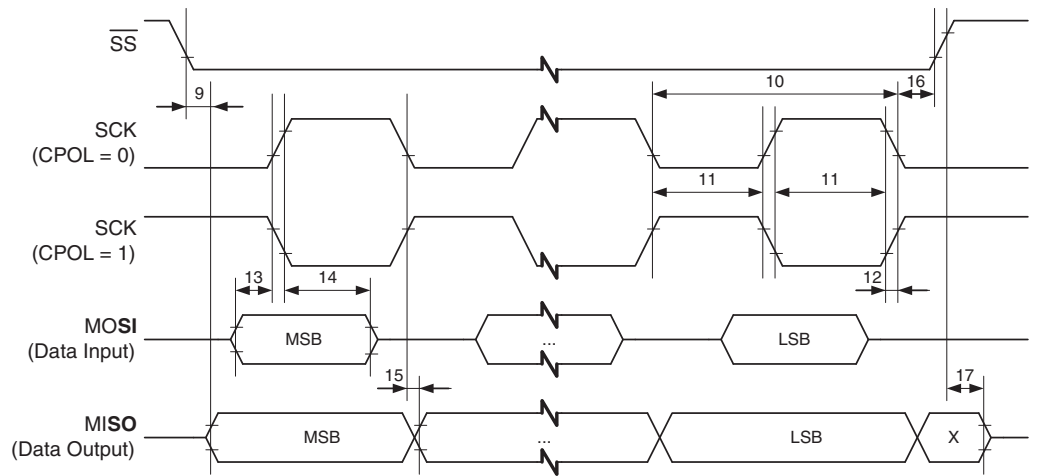 SS
10
16
9
SCK
(CPOL = 0)
11
11
SCK
(CPOL = 1)
12
13
14
MOSI
(Data Input)
MSB
...
LSB
15
17
MISO
(Data Output)
MSB
...
LSB
X